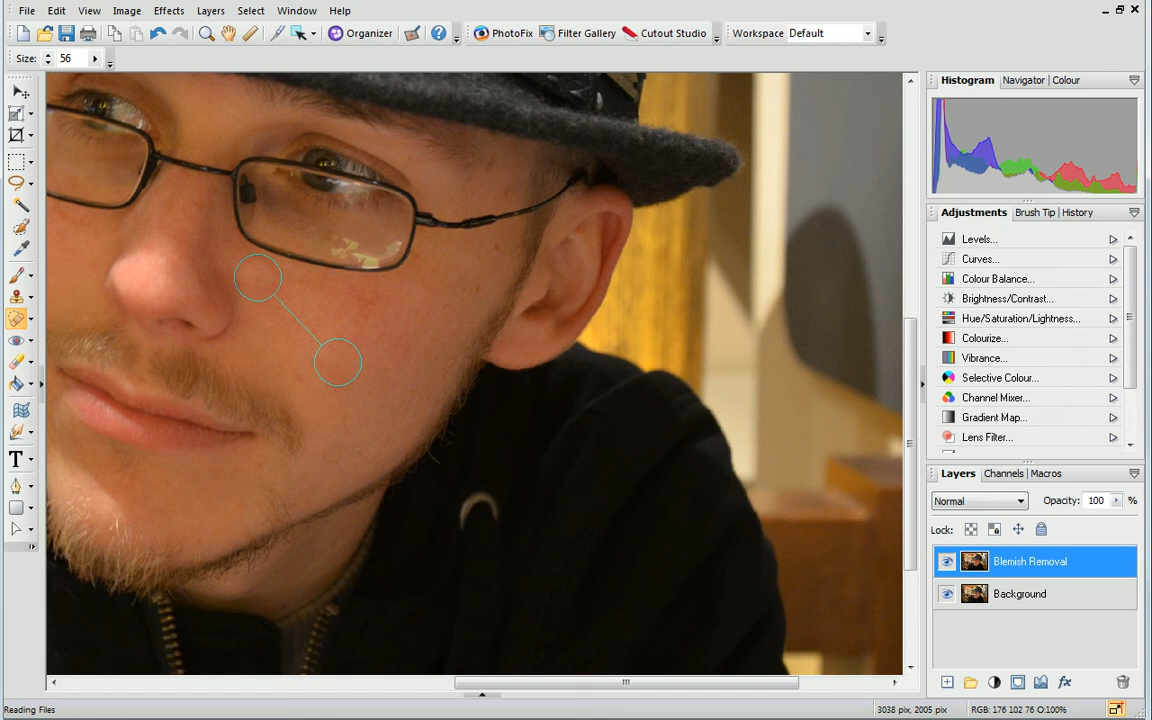 File Edit View Image Effects Layers Select Window Help
Organizer PhotoFix Filter Gallery Cutout Studio Workspace Default
Size: 56
Histogram Navigator | Colour
Adjustments Brush Tip | History
Levels...
Curves...
Colour Balance...
Brightness/Contrast...
Hue/Saturation/Lightness...
Colourize...
Vibrance...
Selective Colour...
Channel Mixer...
Gradient Map...
Lens Filter...
Layers Channels | Macros
Normal Opacity: 100 %
Lock:
Blemish Removal
Background
Reading Files 3038 pix, 2005 pix RGB: 176 102 76 O:100%